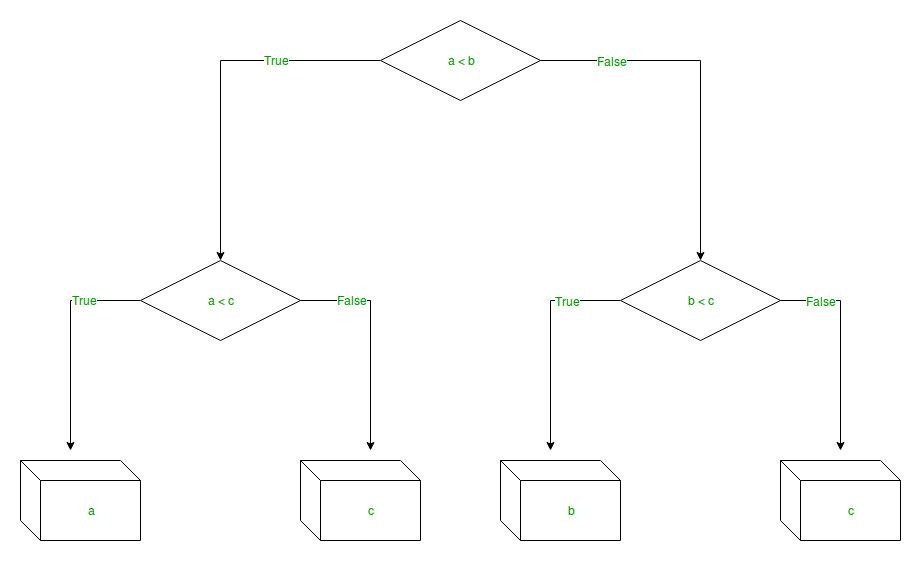 a < b
True
False
a < c
b < c
True
False
True
False
a
c
b
c